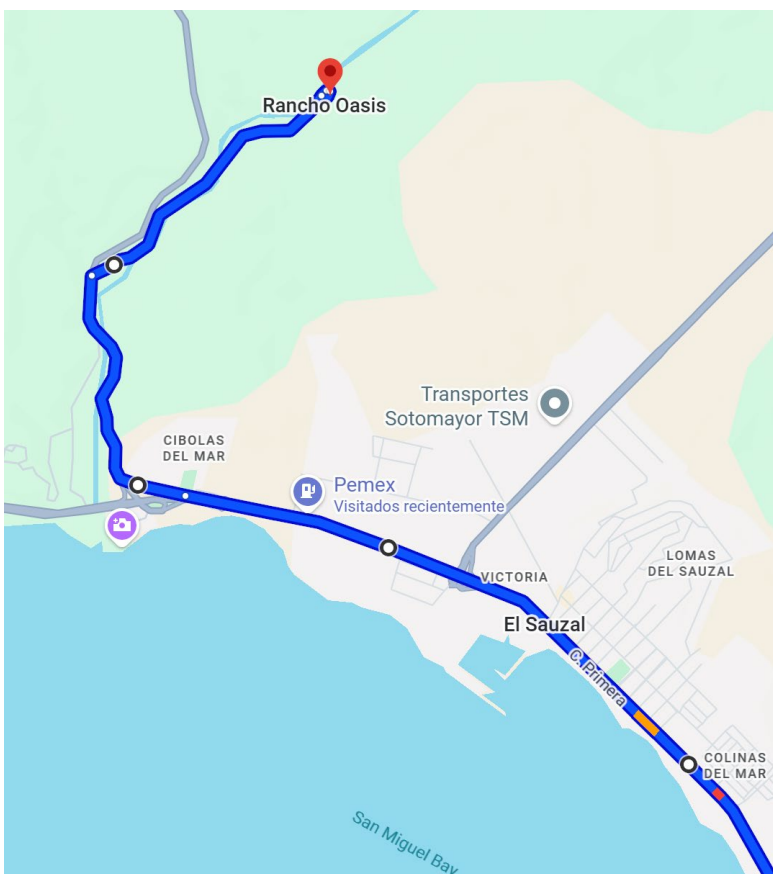 Rancho Oasis
Transportes
Sotomayor TSM
CIBOLAS
DEL MAR
Pemex
Visitados recientemente
LOMAS
DEL SAUZAL
VICTORIA
El Sauzal
C. Primera
COLINAS
DEL MAR
San Miguel Bay